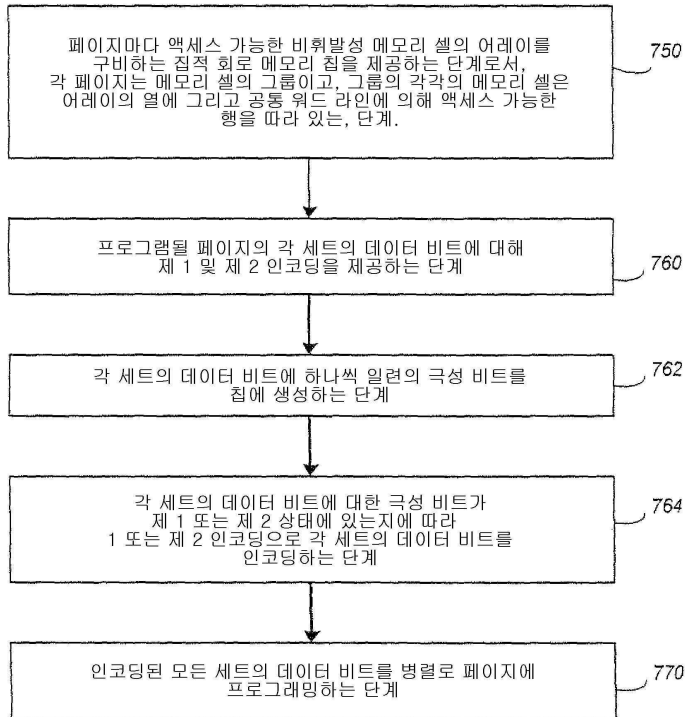 페이지마다 액세스 가능한 비휘발성 메모리 셀의 어레이를
구비하는 집적 회로 메모리 칩을 제공하는 단계로서,
각 페이지는 메모리 셀의 그룹이고, 그룹의 각각의 메모리 셀은
어레이의 열에 그리고 공통 워드 라인에 의해 액세스 가능한
행을 따라 있는, 단계.
750
프로그램될 페이지의 각 세트의 데이터 비트에 대해
제 1 및 제 2 인코딩을 제공하는 단계
760
각 세트의 데이터 비트에 하나씩 일련의 극성 비트를
칩에 생성하는 단계
762
각 세트의 데이터 비트에 대한 극성 비트가
제 1 또는 제 2 상태에 있는지에 따라
1 또는 제 2 인코딩으로 각 세트의 데이터 비트를
인코딩하는 단계
764
인코딩된 모든 세트의 데이터 비트를 병렬로 페이지에
프로그래밍하는 단계
770